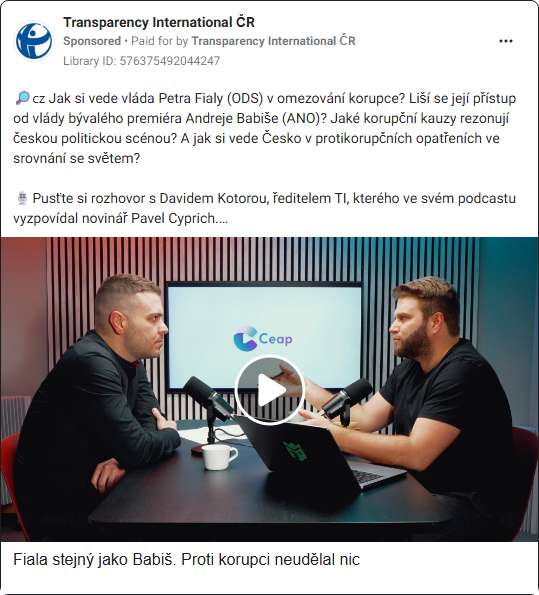 Transparency International ČR
Sponsored • Paid for by Transparency International ČR
Library ID: 576375492044247
🔎cz Jak si vede vláda Petra Fialy (ODS) v omezování korupce? Liší se její přístup
od vlády bývalého premiéra Andreje Babiše (ANO)? Jaké korupční kauzy rezonují
českou politickou scénou? A jak si vede Česko v protikorupčních opatřeních ve
srovnání se světem?
🎙️ Pusťte si rozhovor s Davidem Kotorou, ředitelem TI, kterého ve svém podcastu
vyzpovídal novinář Pavel Cyprich....
Ceap
Fiala stejný jako Babiš. Proti korupci neudělal nic